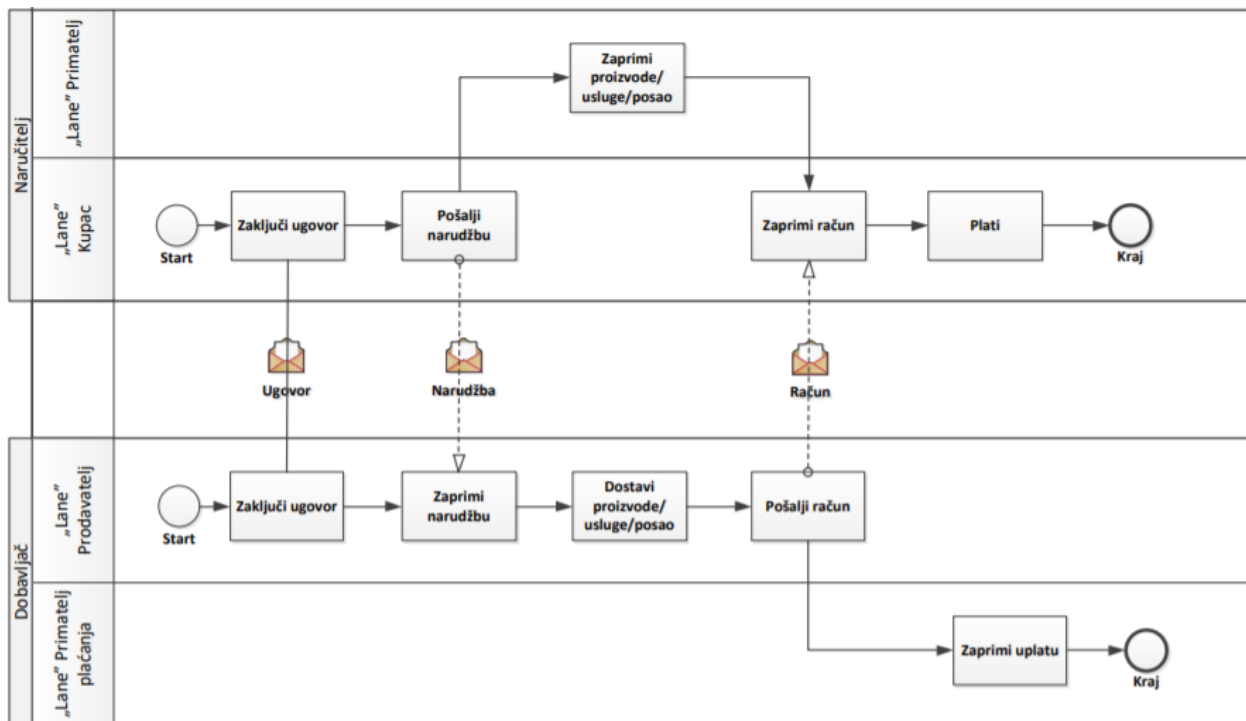 Naručitelj
„Lane” Primatelj
Zaprimi
proizvode/
usluge/posao
„Lane”
Kupac
Start
Zaključi ugovor
Pošalji
narudžbu
Zaprimi račun
Plati
Kraj
Ugovor
Narudžba
Račun
Dobavljač
„Lane”
Prodavatelj
Start
Zaključi ugovor
Zaprimi
narudžbu
Dostavi
proizvode/
usluge/posao
Pošalji račun
„Lane” Primatelj
plaćanja
Zaprimi uplatu
Kraj